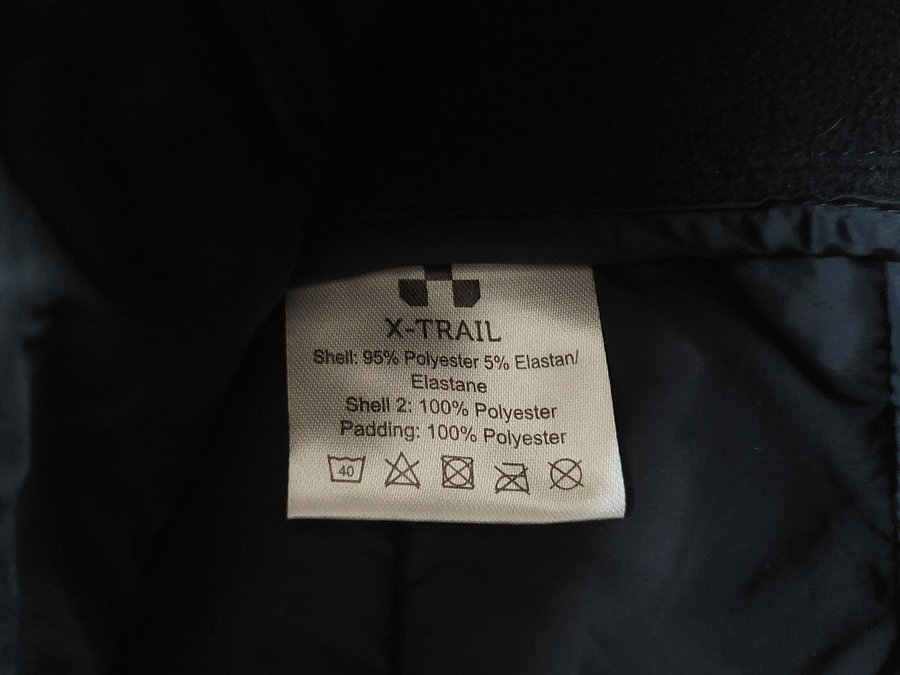 X-TRAIL
Shell: 95% Polyester 5% Elastan/
Elastane
Shell 2: 100% Polyester
Padding: 100% Polyester
40